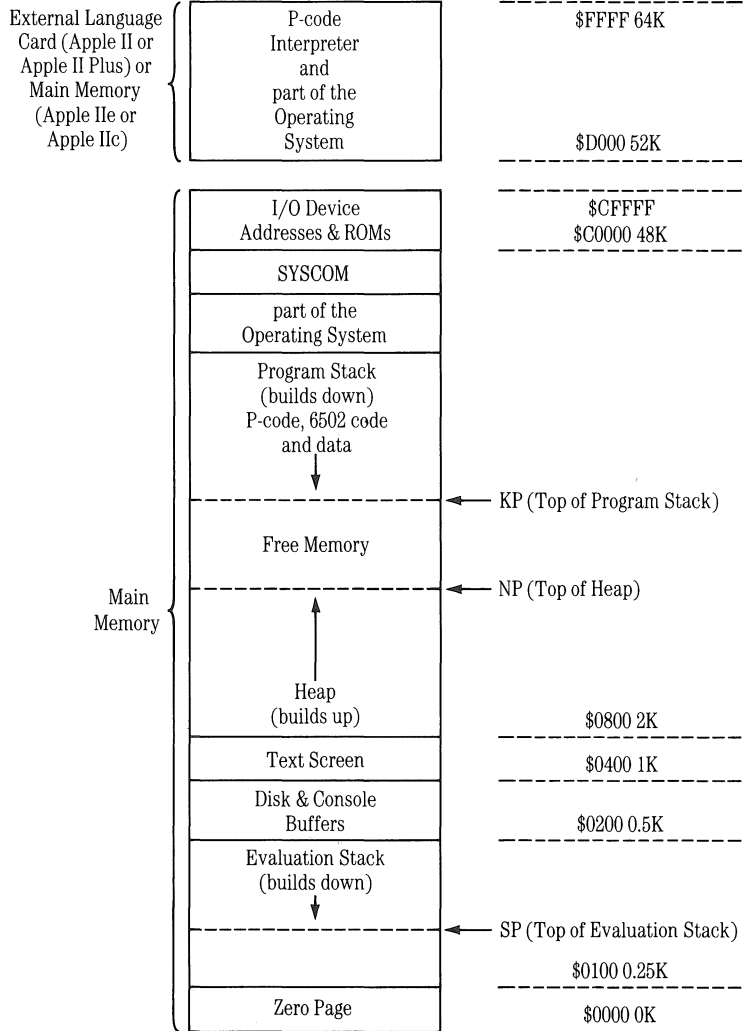 External Language
Card (Apple II or
Apple II Plus) or
Main Memory
(Apple IIe or
Apple IIc)
P-code
Interpreter
and
part of the
Operating
System
$FFFF 64K
$D000 52K
I/O Device
Addresses & ROMs
$CFFFF
$C0000 48K
SYSCOM
part of the
Operating System
Program Stack
(builds down)
P-code, 6502 code
and data
KP (Top of Program Stack)
Free Memory
NP (Top of Heap)
Main
Memory
Heap
(builds up)
$0800 2K
Text Screen
$0400 1K
Disk & Console
Buffers
$0200 0.5K
Evaluation Stack
(builds down)
SP (Top of Evaluation Stack)
$0100 0.25K
Zero Page
$0000 0K